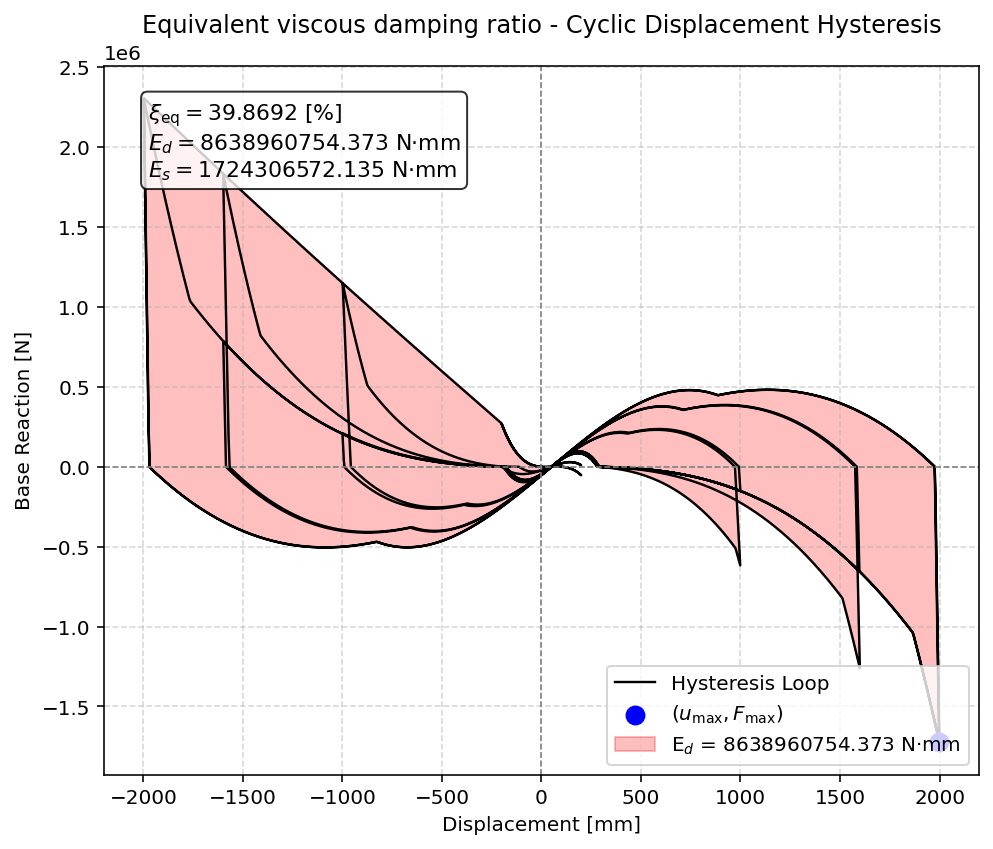 Equivalent viscous damping ratio - Cyclic Displacement Hysteresis
1e6
2.5
2.0
1.5
1.0
0.5
0.0
−0.5
−1.0
−1.5
Base Reaction [N]
ξeq = 39.8692 [%]
Ed = 8638960754.373 N·mm
Es = 1724306572.135 N·mm
Hysteresis Loop
(umax, Fmax)
Ed = 8638960754.373 N·mm
−2000 −1500 −1000 −500 0 500 1000 1500 2000
Displacement [mm]